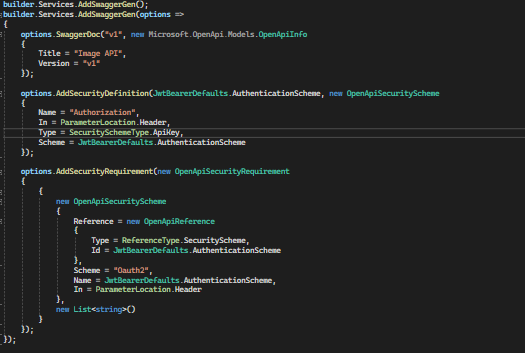 builder.Services.AddSwaggerGen();
builder.Services.AddSwaggerGen(options =>
{
    options.SwaggerDoc("v1", new Microsoft.OpenApi.Models.OpenApiInfo
    {
        Title = "Image API",
        Version = "v1"
    });

    options.AddSecurityDefinition(JwtBearerDefaults.AuthenticationScheme, new OpenApiSecurityScheme
    {
        Name = "Authorization",
        In = ParameterLocation.Header,
        Type = SecuritySchemeType.ApiKey,
        Scheme = JwtBearerDefaults.AuthenticationScheme
    });

    options.AddSecurityRequirement(new OpenApiSecurityRequirement
    {
        {
            new OpenApiSecurityScheme
            {
                Reference = new OpenApiReference
                {
                    Type = ReferenceType.SecurityScheme,
                    Id = JwtBearerDefaults.AuthenticationScheme
                },
                Scheme = "Oauth2",
                Name = JwtBearerDefaults.AuthenticationScheme,
                In = ParameterLocation.Header
            },
            new List<string>()
        }
    });
});